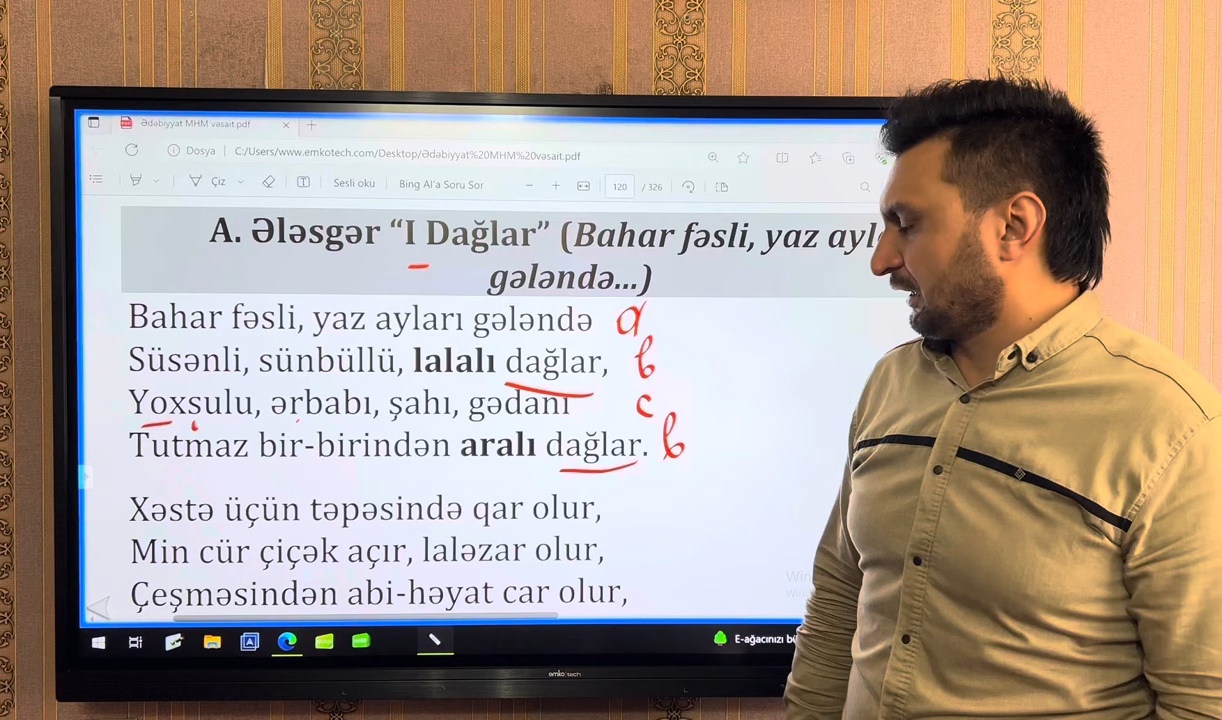 Ədəbiyyat MHM vəsait.pdf
Dosya | C:/Users/www.emkotech.com/Desktop/Ədəbiyyat%20MHM%20vəsait.pdf
Çiz Sesli oku Bing AI'a Sor Sor 120 / 326
A. Ələsgər “I Dağlar” (Bahar fəsli, yaz ayl
gələndə...)
Bahar fəsli, yaz ayları gələndə a
Süsənli, sünbüllü, lalalı dağlar, b
Yoxsulu, ərbabı, şahı, gədanı c
Tutmaz bir-birindən aralı dağlar. b
Xəstə üçün təpəsində qar olur,
Min cür çiçək açır, laləzar olur,
Çeşməsindən abi-həyat car olur,
E-ağacınızı bü
emko|tech